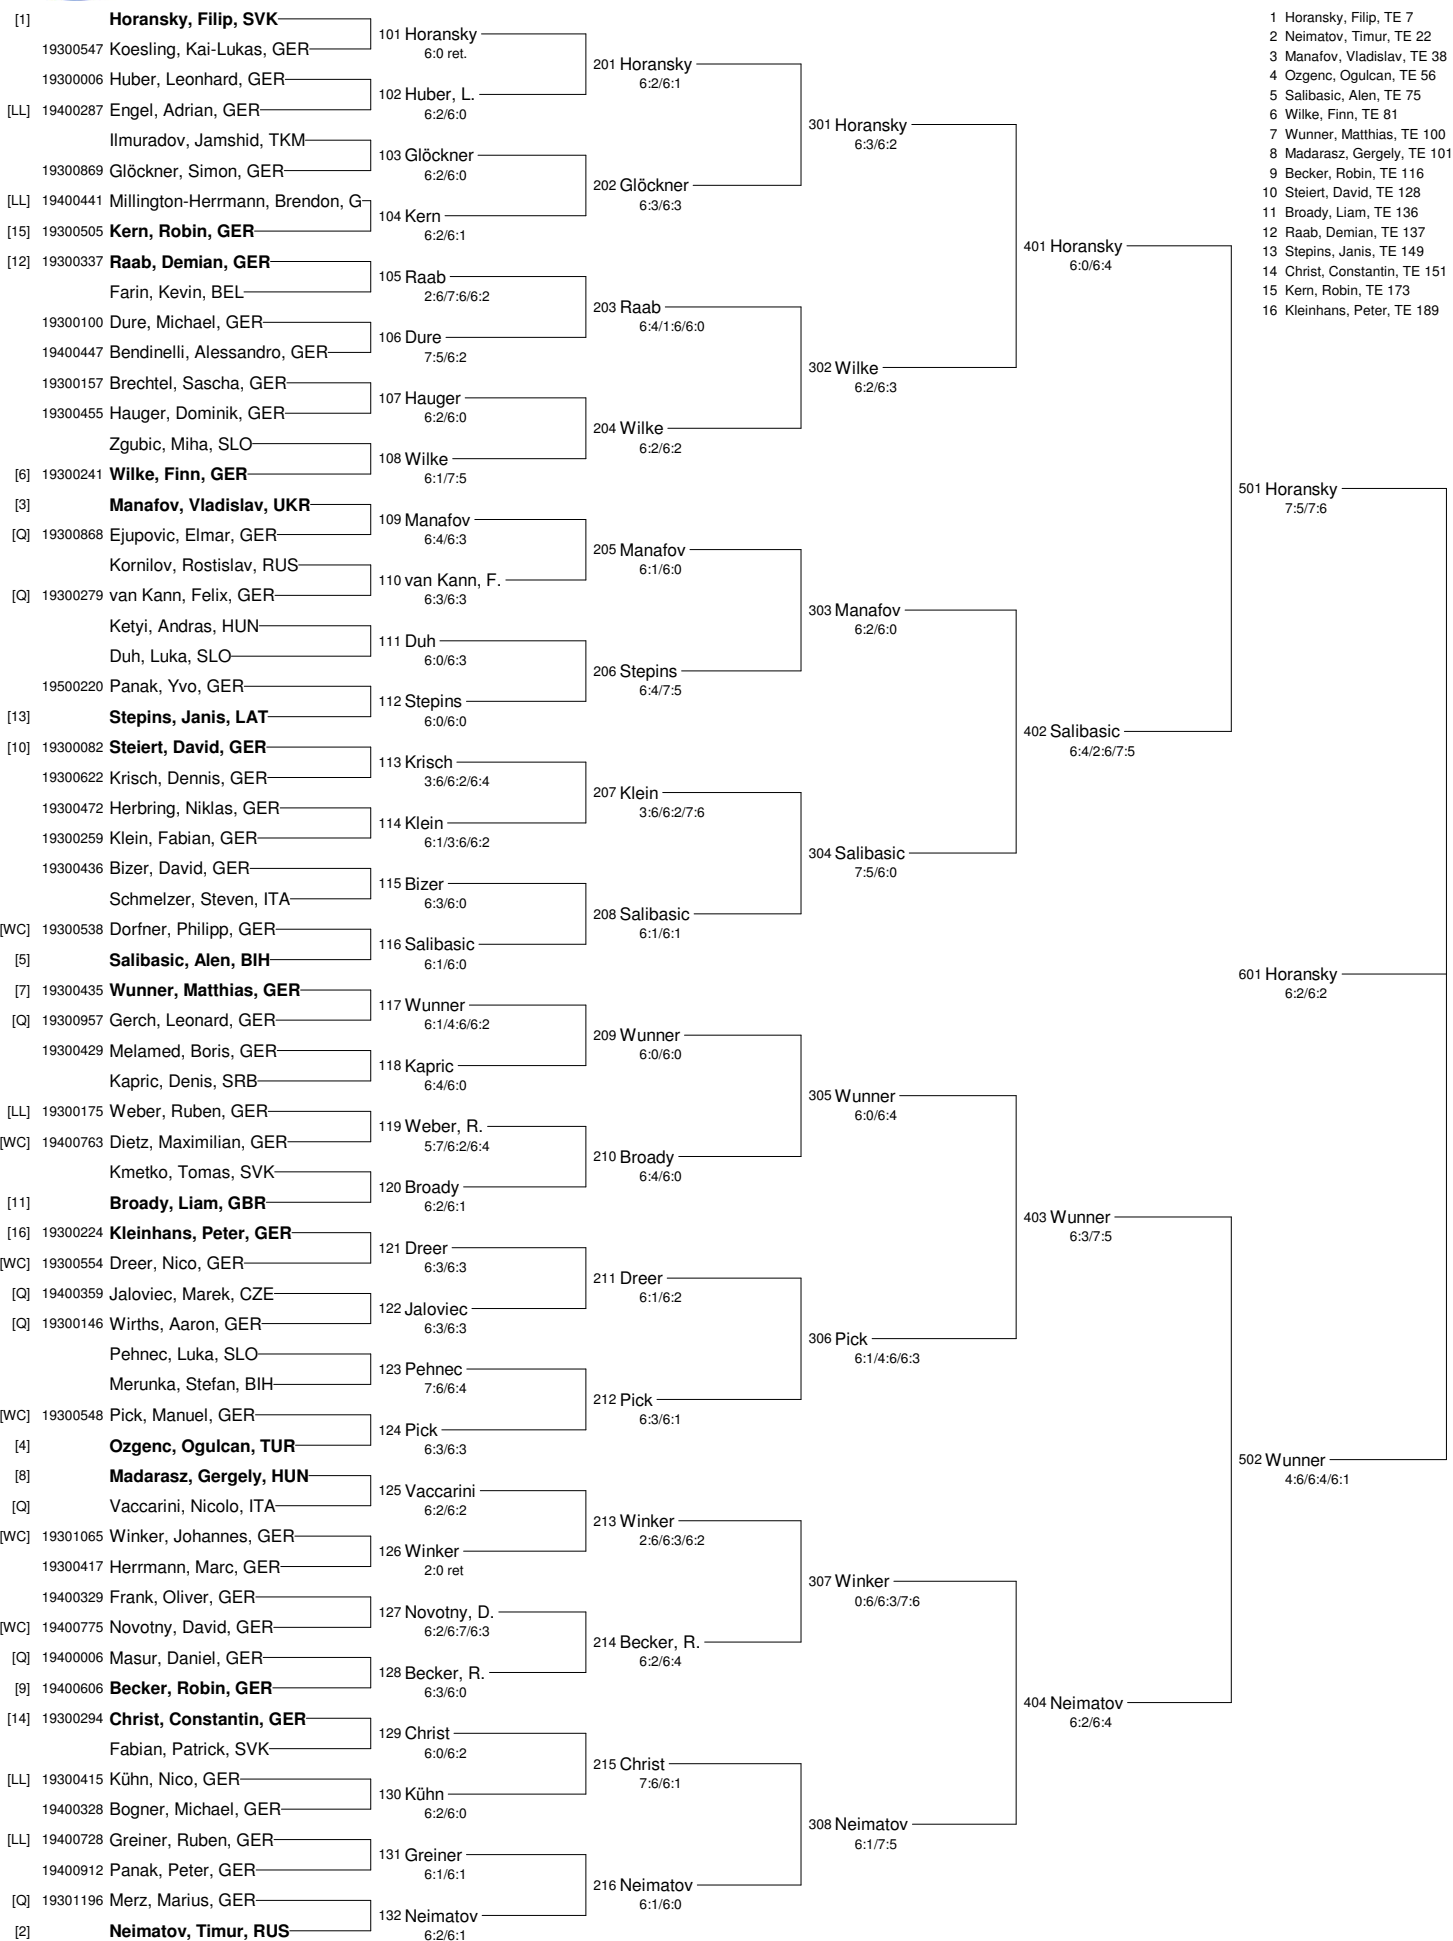 [1] Horansky, Filip, SVK
19300547 Koesling, Kai-Lukas, GER
19300006 Huber, Leonhard, GER
[LL] 19400287 Engel, Adrian, GER
Ilmuradov, Jamshid, TKM
19300869 Glöckner, Simon, GER
[LL] 19400441 Millington-Herrmann, Brendon, G
[15] 19300505 Kern, Robin, GER
[12] 19300337 Raab, Demian, GER
Farin, Kevin, BEL
19300100 Dure, Michael, GER
19400447 Bendinelli, Alessandro, GER
19300157 Brechtel, Sascha, GER
19300455 Hauger, Dominik, GER
Zgubic, Miha, SLO
[6] 19300241 Wilke, Finn, GER
[3] Manafov, Vladislav, UKR
[Q] 19300868 Ejupovic, Elmar, GER
Kornilov, Rostislav, RUS
[Q] 19300279 van Kann, Felix, GER
Ketyi, Andras, HUN
Duh, Luka, SLO
19500220 Panak, Yvo, GER
[13] Stepins, Janis, LAT
[10] 19300082 Steiert, David, GER
19300622 Krisch, Dennis, GER
19300472 Herbring, Niklas, GER
19300259 Klein, Fabian, GER
19300436 Bizer, David, GER
Schmelzer, Steven, ITA
[WC] 19300538 Dorfner, Philipp, GER
[5] Salibasic, Alen, BIH
[7] 19300435 Wunner, Matthias, GER
[Q] 19300957 Gerch, Leonard, GER
19300429 Melamed, Boris, GER
Kapric, Denis, SRB
[LL] 19300175 Weber, Ruben, GER
[WC] 19400763 Dietz, Maximilian, GER
Kmetko, Tomas, SVK
[11] Broady, Liam, GBR
[16] 19300224 Kleinhans, Peter, GER
[WC] 19300554 Dreer, Nico, GER
[Q] 19400359 Jaloviec, Marek, CZE
[Q] 19300146 Wirths, Aaron, GER
Pehnec, Luka, SLO
Merunka, Stefan, BIH
[WC] 19300548 Pick, Manuel, GER
[4] Ozgenc, Ogulcan, TUR
[8] Madarasz, Gergely, HUN
[Q] Vaccarini, Nicolo, ITA
[WC] 19301065 Winker, Johannes, GER
19300417 Herrmann, Marc, GER
19400329 Frank, Oliver, GER
[WC] 19400775 Novotny, David, GER
[Q] 19400006 Masur, Daniel, GER
[9] 19400606 Becker, Robin, GER
[14] 19300294 Christ, Constantin, GER
Fabian, Patrick, SVK
[LL] 19300415 Kühn, Nico, GER
19400328 Bogner, Michael, GER
[LL] 19400728 Greiner, Ruben, GER
19400912 Panak, Peter, GER
[Q] 19301196 Merz, Marius, GER
[2] Neimatov, Timur, RUS
101 Horansky
6:0 ret.
102 Huber, L.
6:2/6:0
103 Glöckner
6:2/6:0
104 Kern
6:2/6:1
105 Raab
2:6/7:6/6:2
106 Dure
7:5/6:2
107 Hauger
6:2/6:0
108 Wilke
6:1/7:5
109 Manafov
6:4/6:3
110 van Kann, F.
6:3/6:3
111 Duh
6:0/6:3
112 Stepins
6:0/6:0
113 Krisch
3:6/6:2/6:4
114 Klein
6:1/3:6/6:2
115 Bizer
6:3/6:0
116 Salibasic
6:1/6:0
117 Wunner
6:1/4:6/6:2
118 Kapric
6:4/6:0
119 Weber, R.
5:7/6:2/6:4
120 Broady
6:2/6:1
121 Dreer
6:3/6:3
122 Jaloviec
6:3/6:3
123 Pehnec
7:6/6:4
124 Pick
6:3/6:3
125 Vaccarini
6:2/6:2
126 Winker
2:0 ret
127 Novotny, D.
6:2/6:7/6:3
128 Becker, R.
6:3/6:0
129 Christ
6:0/6:2
130 Kühn
6:2/6:0
131 Greiner
6:1/6:1
132 Neimatov
6:2/6:1
201 Horansky
6:2/6:1
202 Glöckner
6:3/6:3
203 Raab
6:4/1:6/6:0
204 Wilke
6:2/6:2
205 Manafov
6:1/6:0
206 Stepins
6:4/7:5
207 Klein
3:6/6:2/7:6
208 Salibasic
6:1/6:1
209 Wunner
6:0/6:0
210 Broady
6:4/6:0
211 Dreer
6:1/6:2
212 Pick
6:3/6:1
213 Winker
2:6/6:3/6:2
214 Becker, R.
6:2/6:4
215 Christ
7:6/6:1
216 Neimatov
6:1/6:0
301 Horansky
6:3/6:2
302 Wilke
6:2/6:3
303 Manafov
6:2/6:0
304 Salibasic
7:5/6:0
305 Wunner
6:0/6:4
306 Pick
6:1/4:6/6:3
307 Winker
0:6/6:3/7:6
308 Neimatov
6:1/7:5
401 Horansky
6:0/6:4
402 Salibasic
6:4/2:6/7:5
403 Wunner
6:3/7:5
404 Neimatov
6:2/6:4
501 Horansky
7:5/7:6
502 Wunner
4:6/6:4/6:1
601 Horansky
6:2/6:2
1 Horansky, Filip, TE 7
2 Neimatov, Timur, TE 22
3 Manafov, Vladislav, TE 38
4 Ozgenc, Ogulcan, TE 56
5 Salibasic, Alen, TE 75
6 Wilke, Finn, TE 81
7 Wunner, Matthias, TE 100
8 Madarasz, Gergely, TE 101
9 Becker, Robin, TE 116
10 Steiert, David, TE 128
11 Broady, Liam, TE 136
12 Raab, Demian, TE 137
13 Stepins, Janis, TE 149
14 Christ, Constantin, TE 151
15 Kern, Robin, TE 173
16 Kleinhans, Peter, TE 189